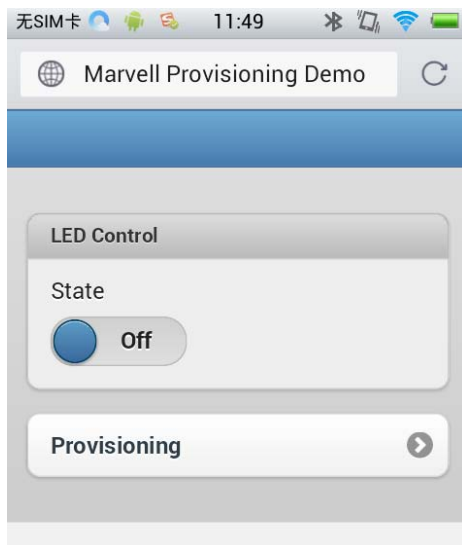 无SIM卡 11:49
Marvell Provisioning Demo
LED Control
State
Off
Provisioning